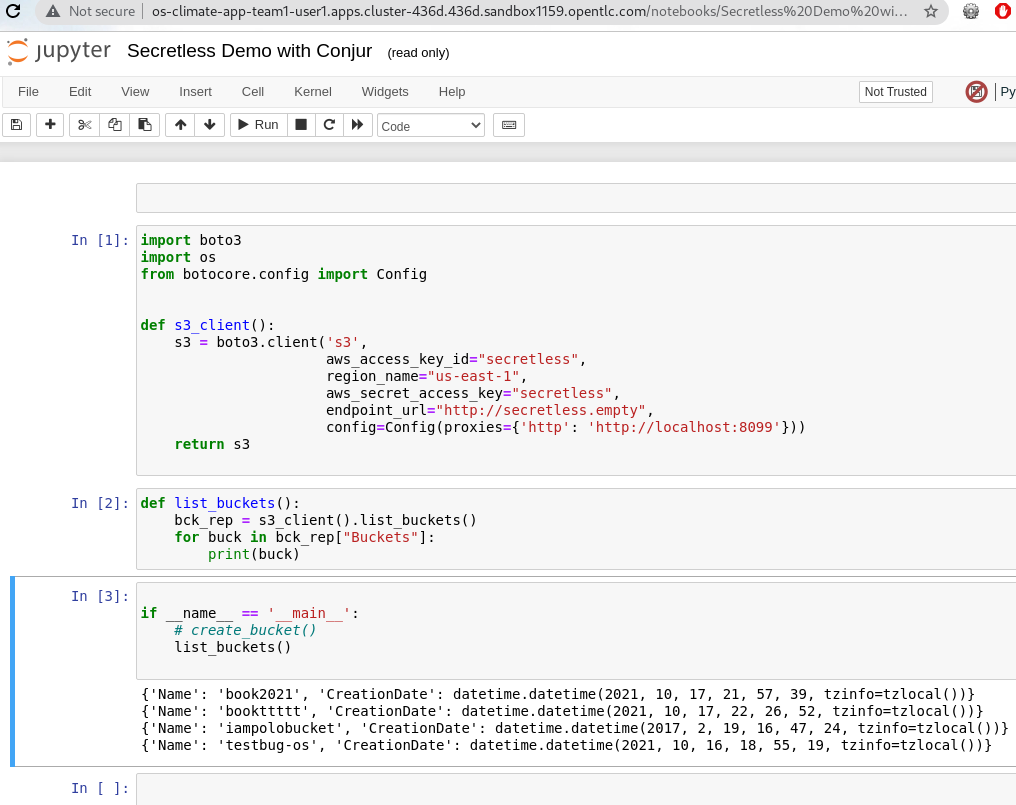 Not secure | os-climate-app-team1-user1.apps.cluster-436d.436d.sandbox1159.opentlc.com/notebooks/Secretless%20Demo%20wi...
jupyter Secretless Demo with Conjur (read only)
File Edit View Insert Cell Kernel Widgets Help Not Trusted Py
Run Code
In [1]: import boto3
import os
from botocore.config import Config
def s3_client():
    s3 = boto3.client('s3',
                      aws_access_key_id="secretless",
                      region_name="us-east-1",
                      aws_secret_access_key="secretless",
                      endpoint_url="http://secretless.empty",
                      config=Config(proxies={'http': 'http://localhost:8099'}))
    return s3
In [2]: def list_buckets():
    bck_rep = s3_client().list_buckets()
    for buck in bck_rep["Buckets"]:
        print(buck)
In [3]:
if __name__ == '__main__':
    # create_bucket()
    list_buckets()
{'Name': 'book2021', 'CreationDate': datetime.datetime(2021, 10, 17, 21, 57, 39, tzinfo=tzlocal())}
{'Name': 'bookttttt', 'CreationDate': datetime.datetime(2021, 10, 17, 22, 26, 52, tzinfo=tzlocal())}
{'Name': 'iampolobucket', 'CreationDate': datetime.datetime(2017, 2, 19, 16, 47, 24, tzinfo=tzlocal())}
{'Name': 'testbug-os', 'CreationDate': datetime.datetime(2021, 10, 16, 18, 55, 19, tzinfo=tzlocal())}
In [ ]: